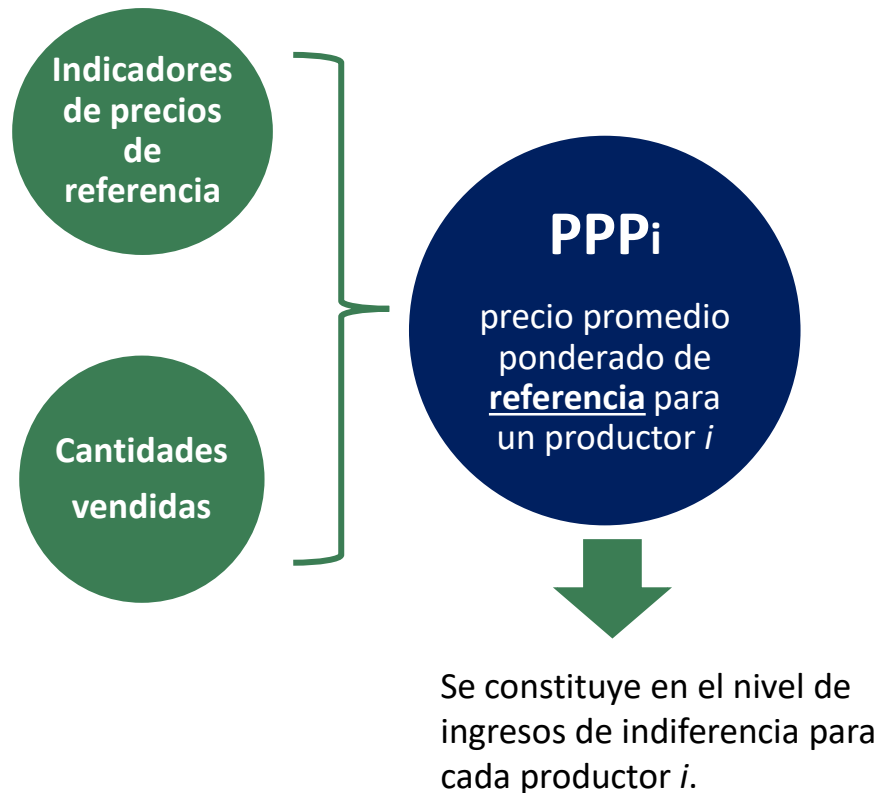 Indicadores
de precios
de
referencia
Cantidades
vendidas
PPPi
precio promedio
ponderado de
referencia para
un productor i
Se constituye en el nivel de
ingresos de indiferencia para
cada productor i.